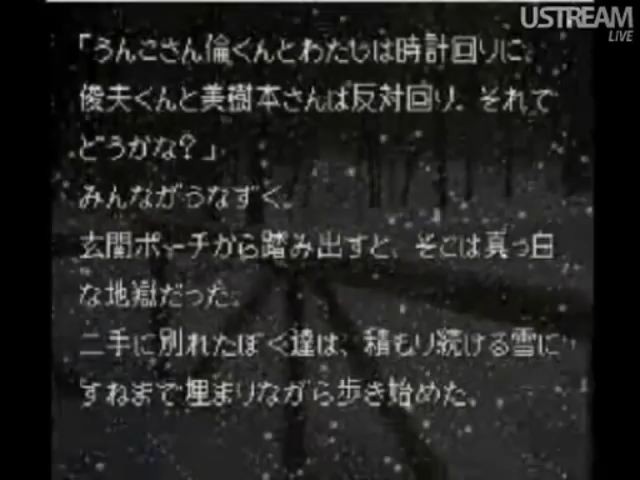 USTREAM
LIVE
「うんこさん倫くんとわたしは時計回りに、
俊夫くんと美樹本さんは反対回り。それで
どうかな？」
みんながうなずく。
玄関ポーチから踏み出すと、そこは真っ白
な地獄だった。
二手に別れたぼく達は、積もり続ける雪に
すねまで埋まりながら歩き始めた。